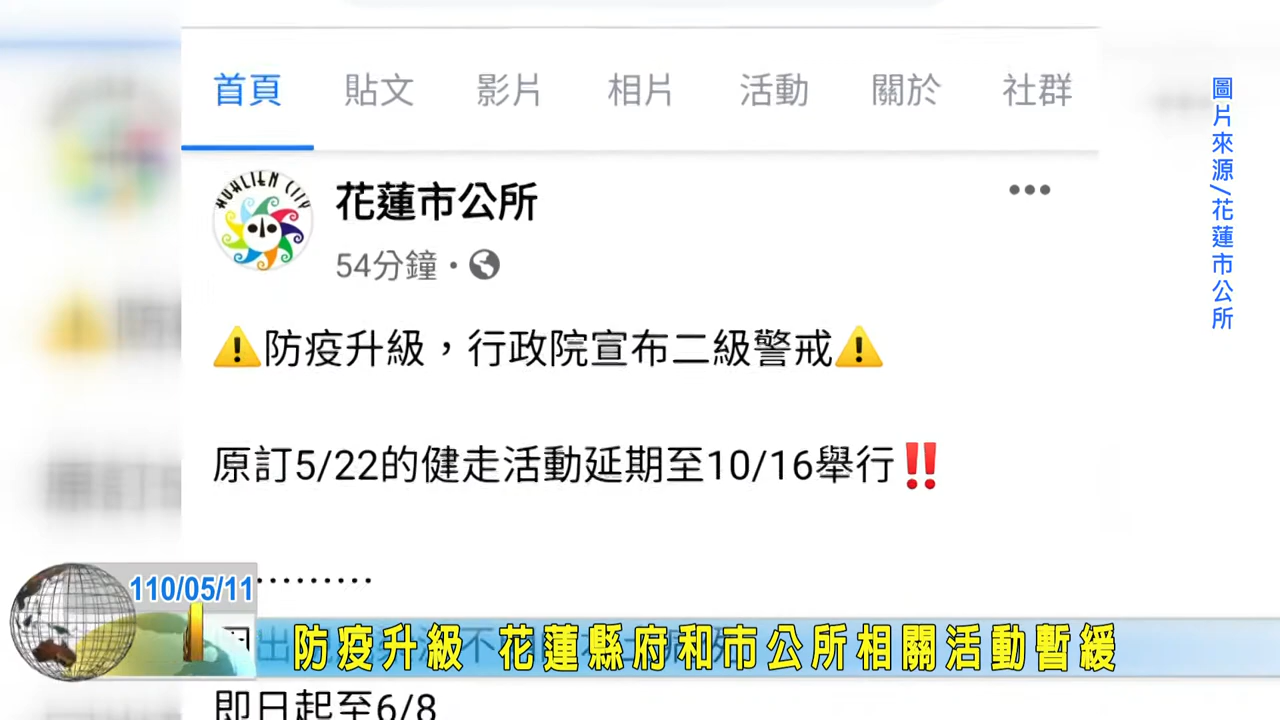 首頁 貼文 影片 相片 活動 關於 社群
圖片來源/花蓮市公所
HUALIEN CITY
花蓮市公所
54分鐘
⚠️防疫升級，行政院宣布二級警戒⚠️
原訂5/22的健走活動延期至10/16舉行‼️
110/05/11
防疫升級 花蓮縣府和市公所相關活動暫緩
即日起至6/8